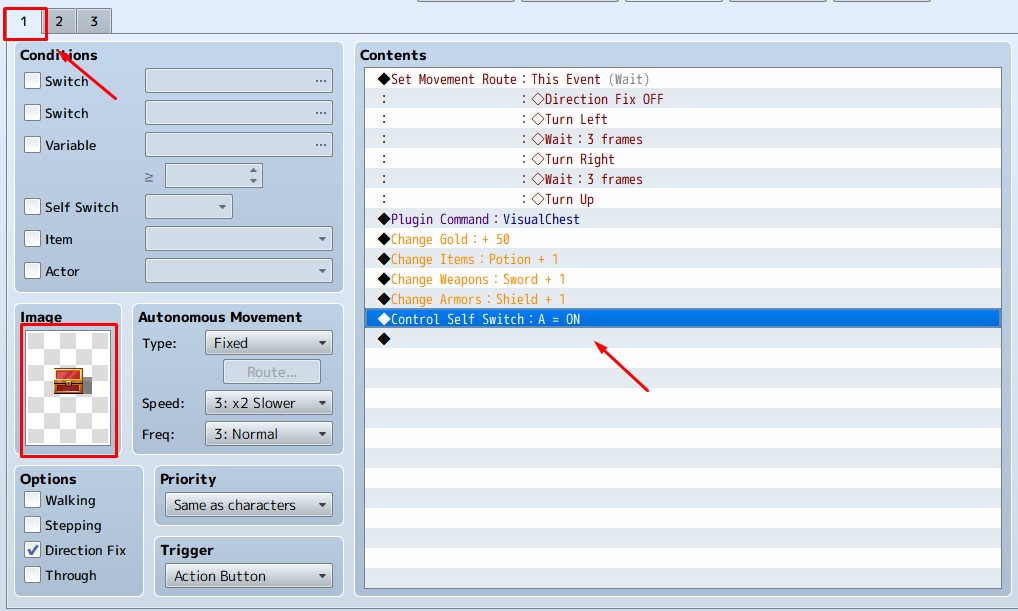 1 2 3
Conditions
Switch ...
Switch ...
Variable ...
≥
Self Switch
Item
Actor
Image
Autonomous Movement
Type: Fixed
Route...
Speed: 3: x2 Slower
Freq: 3: Normal
Options
Walking
Stepping
Direction Fix
Through
Priority
Same as characters
Trigger
Action Button
Contents
◆Set Movement Route：This Event (Wait)
：　：◇Direction Fix OFF
：　：◇Turn Left
：　：◇Wait：3 frames
：　：◇Turn Right
：　：◇Wait：3 frames
：　：◇Turn Up
◆Plugin Command：VisualChest
◆Change Gold：+ 50
◆Change Items：Potion + 1
◆Change Weapons：Sword + 1
◆Change Armors：Shield + 1
◆Control Self Switch：A = ON
◆